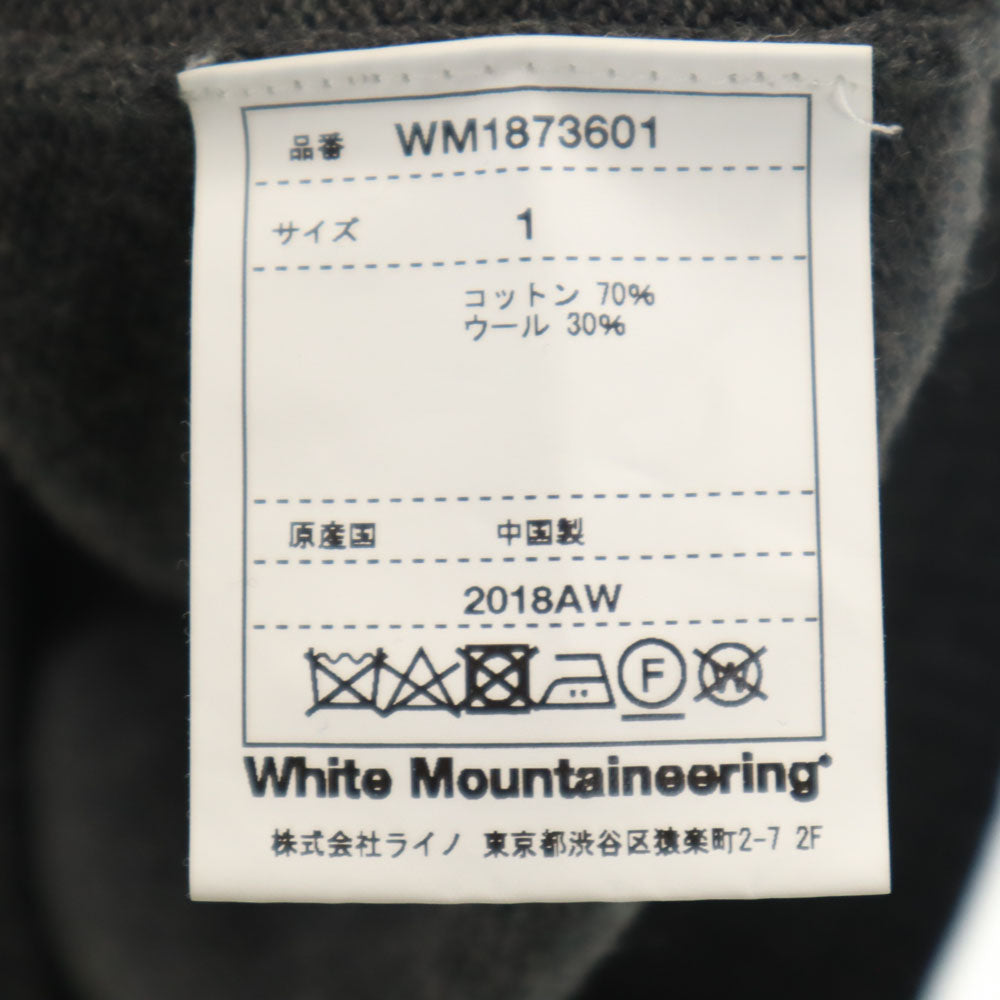 品番 WM1873601
サイズ 1
コットン 70%
ウール 30%
原産国 中国製
2018AW
F W
White Mountaineering
株式会社ライノ 東京都渋谷区猿楽町2-7 2F